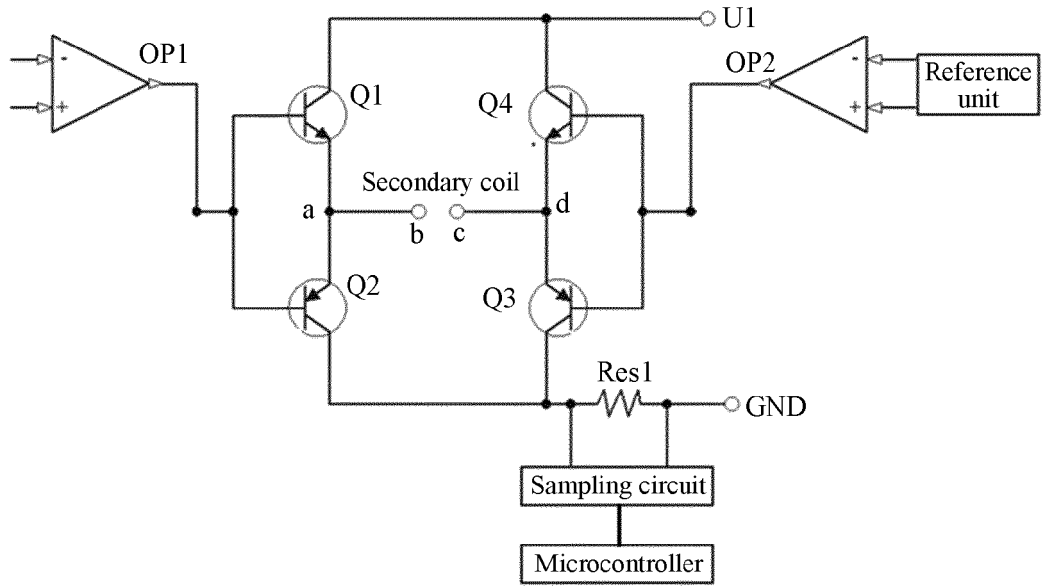 U1
OP1
-
+
OP2
-
+
Reference
unit
Q1
Q4
Secondary coil
a
b
c
d
Q2
Q3
Res1
GND
Sampling circuit
Microcontroller